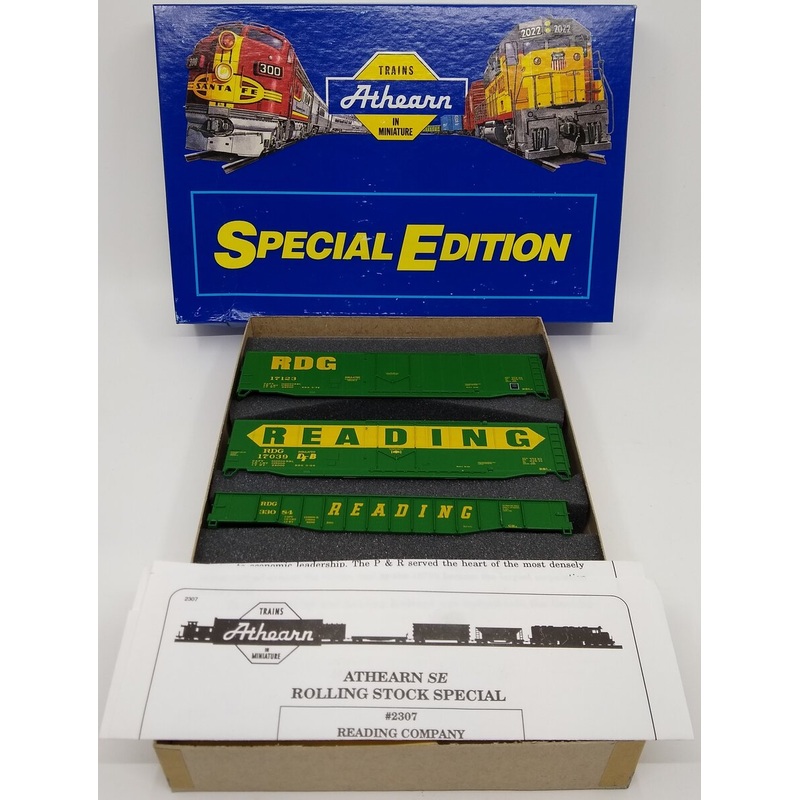 300
SANTA FE
2022
2022
TRAINS
Athearn
IN
MINIATURE
SPECIAL EDITION
RDG
17123
READING
RDG
17039
DFB
RDG
33084
READING
economic leadership. The P & R served the heart of the most densely
2307
TRAINS
Athearn
IN
MINIATURE
ATHEARN SE
ROLLING STOCK SPECIAL
#2307
READING COMPANY